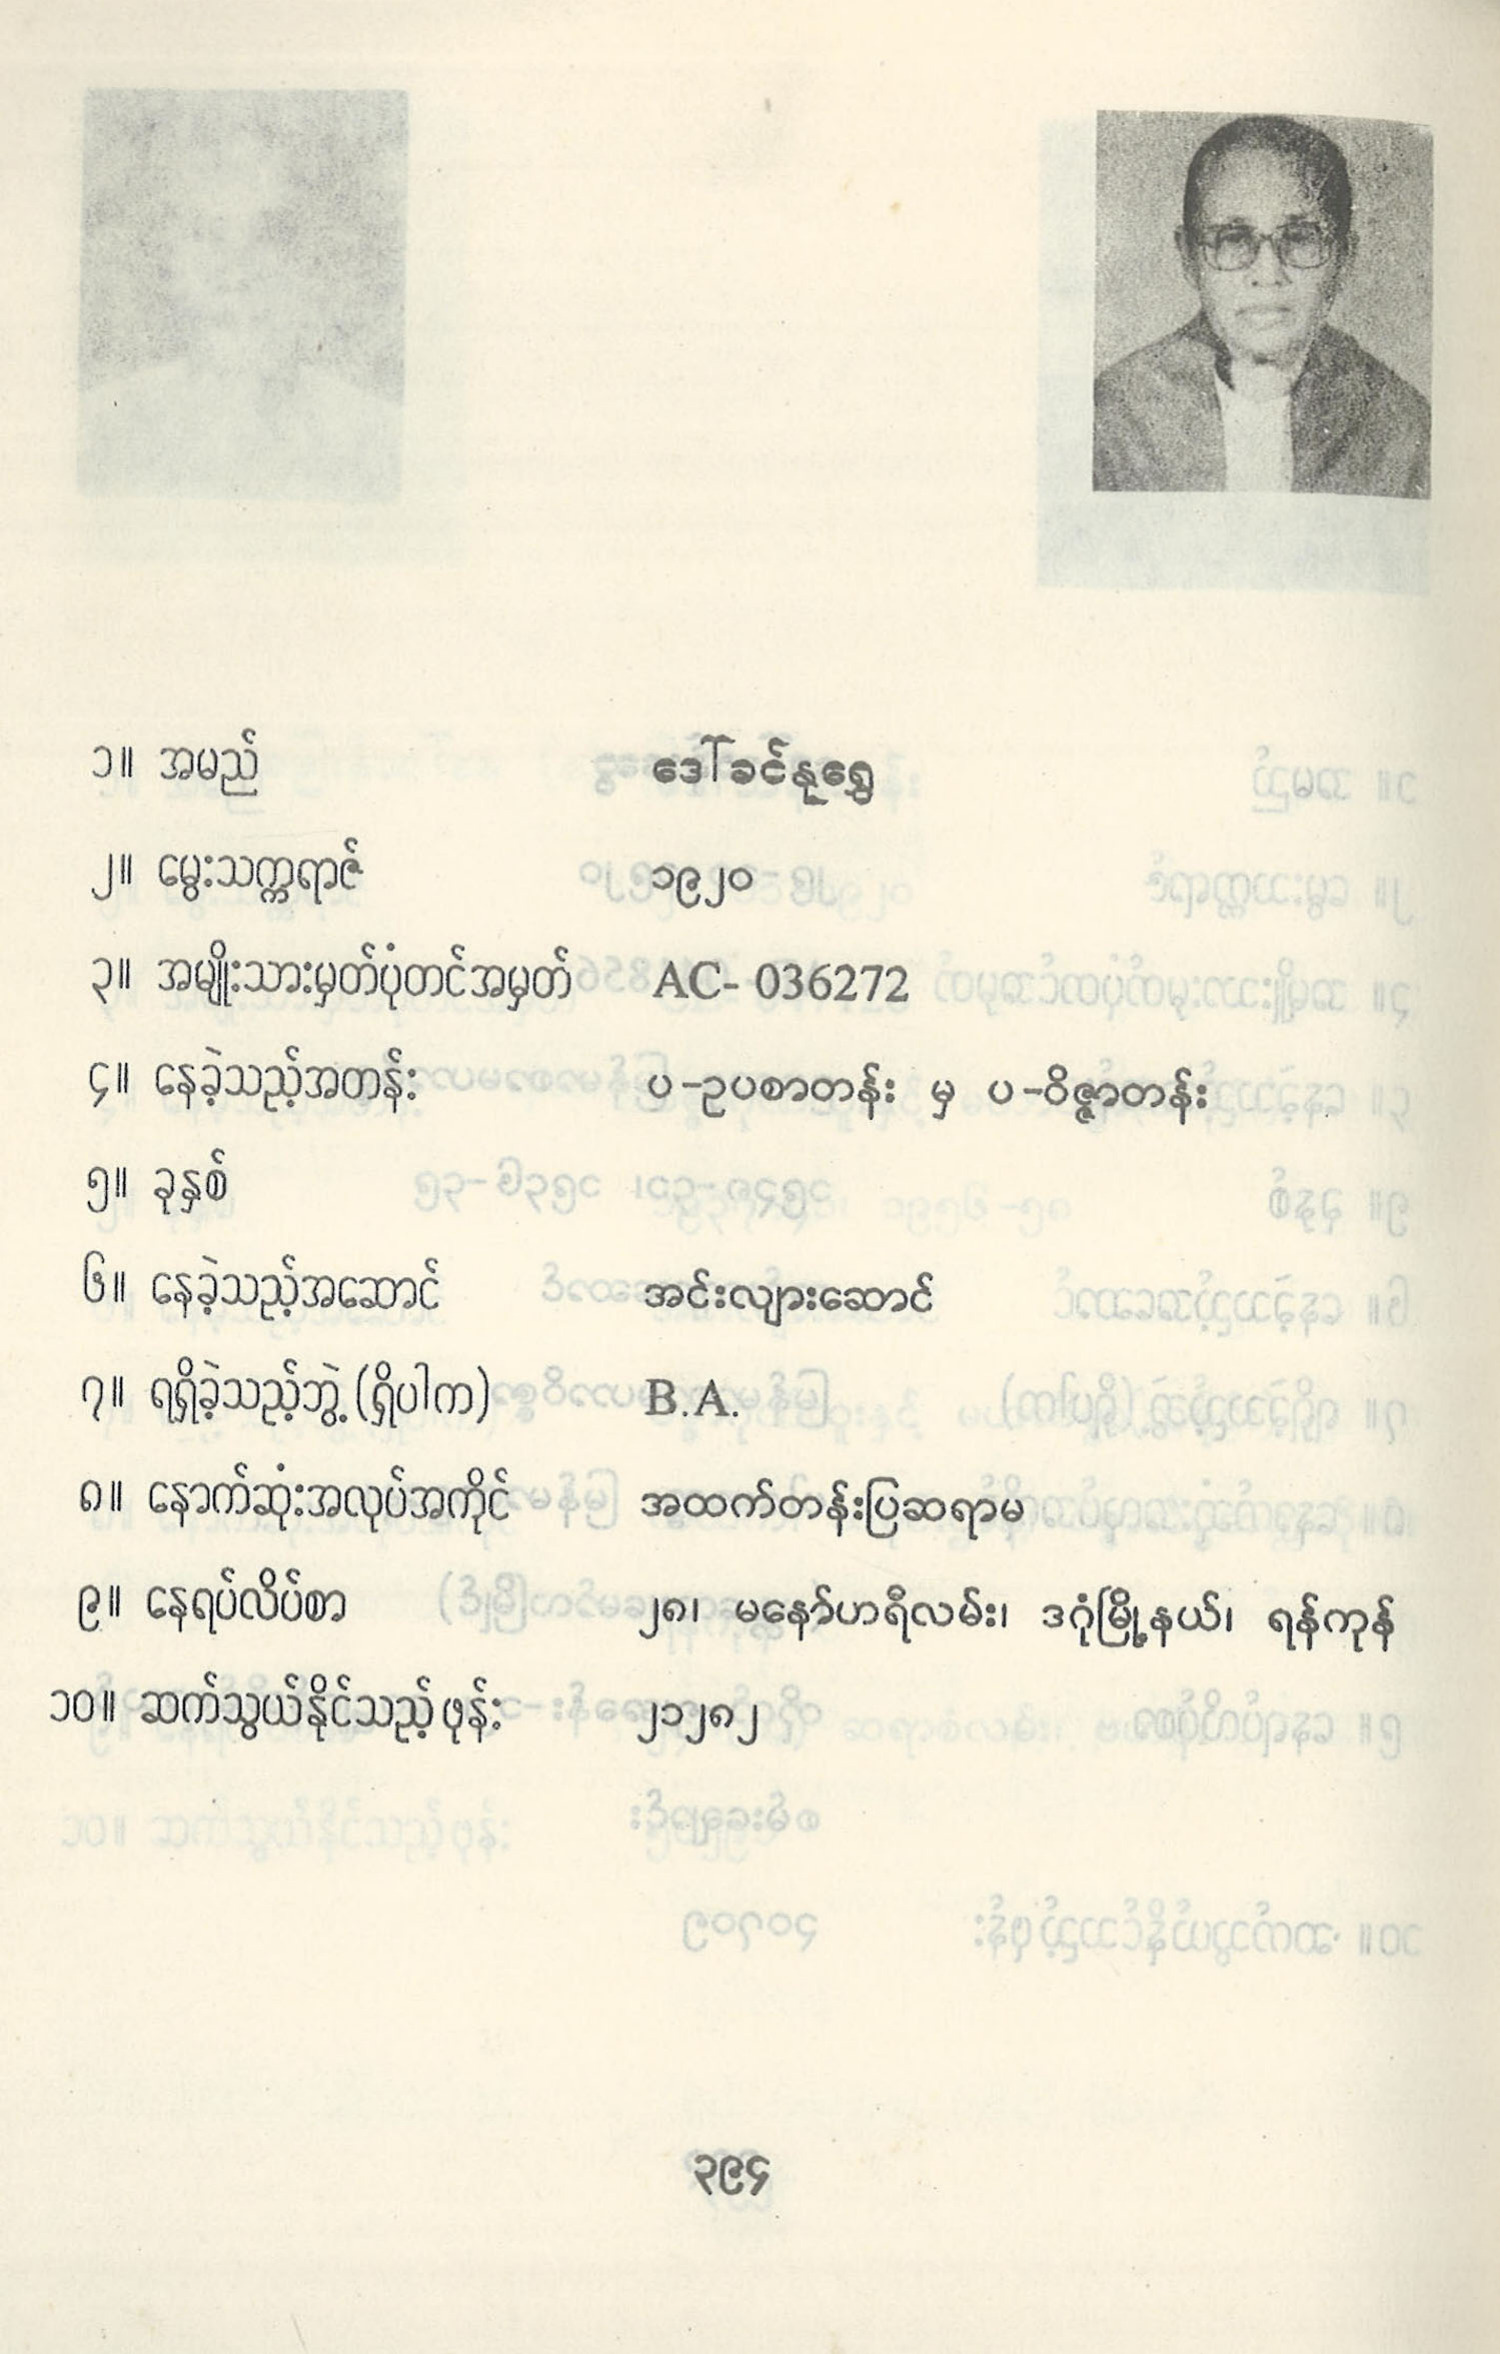 ၁။ အမည် ဒေါ်ခင်နုရွှေ
၂။ မွေးသက္ကရာဇ် ၁၉၂၀
၃။ အမျိုးသားမှတ်ပုံတင်အမှတ် AC- 036272
၄။ နေခဲ့သည့်အတန်း ပ-ဥပစာတန်း မှ ပ-ဝိဇ္ဇာတန်း
၅။ ခုနှစ်
၆။ နေခဲ့သည့်အဆောင် အင်းလျားဆောင်
၇။ ရရှိခဲ့သည့်ဘွဲ့(ရှိပါက) B.A.
၈။ နောက်ဆုံးအလုပ်အကိုင် အထက်တန်းပြဆရာမ
၉။ နေရပ်လိပ်စာ ၂၈၊ မနော်ဟရီလမ်း၊ ဒဂုံမြို့နယ်၊ ရန်ကုန်
၁၀။ ဆက်သွယ်နိုင်သည့်ဖုန်း ၂၁၂၈၂
၃၉၄